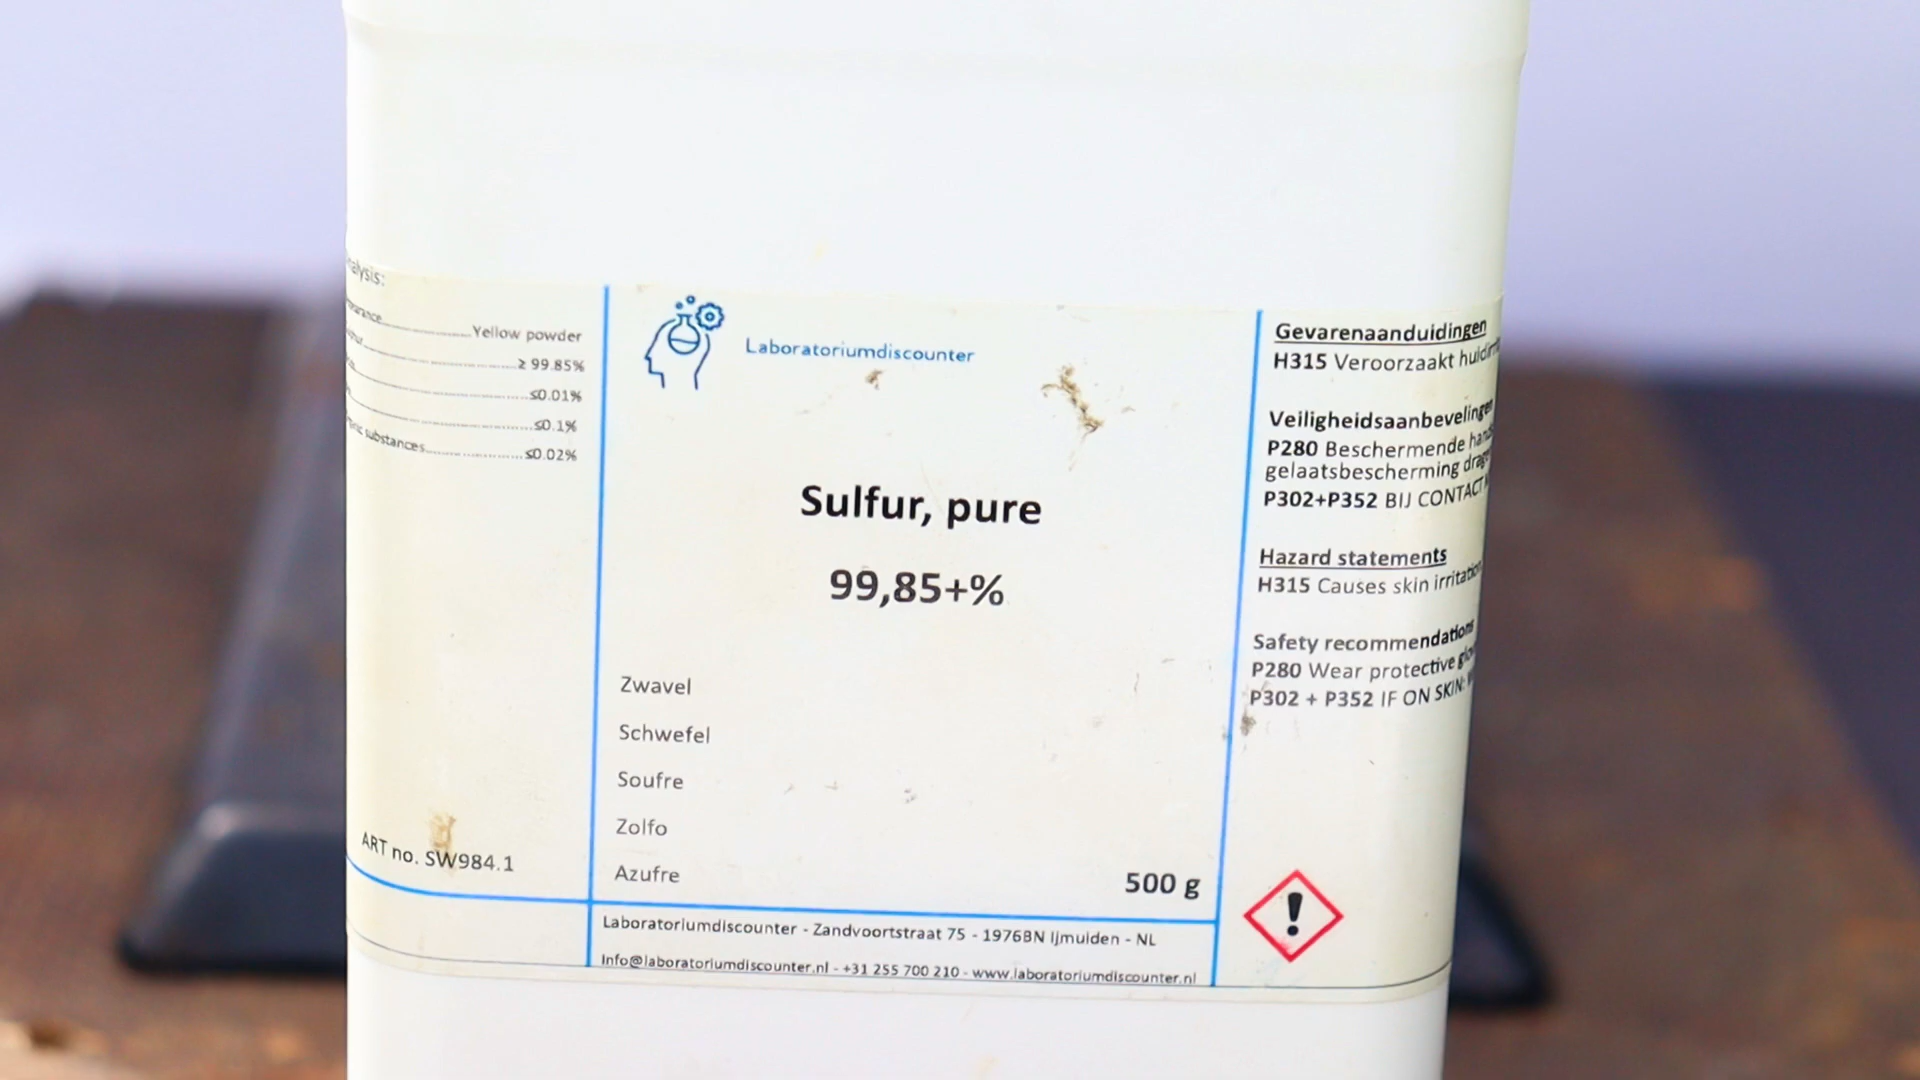 Yellow powder
≥ 99.85%
≤0.01%
≤0.1%
substances ≤0.02%
ART no. SW984.1
Laboratoriumdiscounter
Sulfur, pure
99,85+%
Zwavel
Schwefel
Soufre
Zolfo
Azufre
500 g
Laboratoriumdiscounter - Zandvoortstraat 75 - 1976BN Ijmuiden - NL
Info@laboratoriumdiscounter.nl - +31 255 700 210 - www.laboratoriumdiscounter.nl
Gevarenaanduidingen
H315 Veroorzaakt
Veiligheidsaanbevelingen
P280 Beschermende
gelaatsbescherming
P302+P352 BIJ CONTACT
Hazard statements
H315 Causes skin irritation
Safety recommendations
P280 Wear protective
P302 + P352 IF ON SKIN: